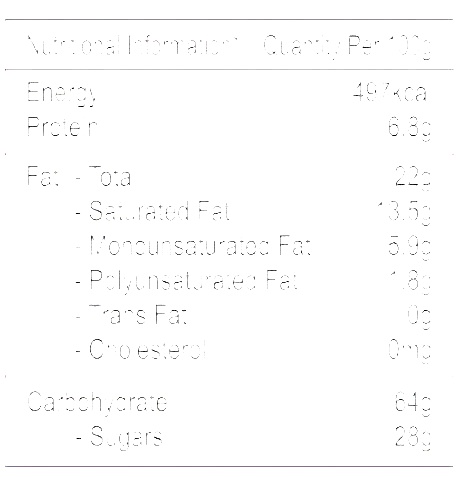 Nutritional Information* Quantity Per 100g
Energy 497kcal
Protein 6.8g
Fat - Total 22g
- Saturated Fat 13.5g
- Monounsaturated Fat 5.9g
- Polyunsaturated Fat 1.8g
- Trans Fat 0g
- Cholesterol 0mg
Carbohydrate 64g
- Sugars 28g